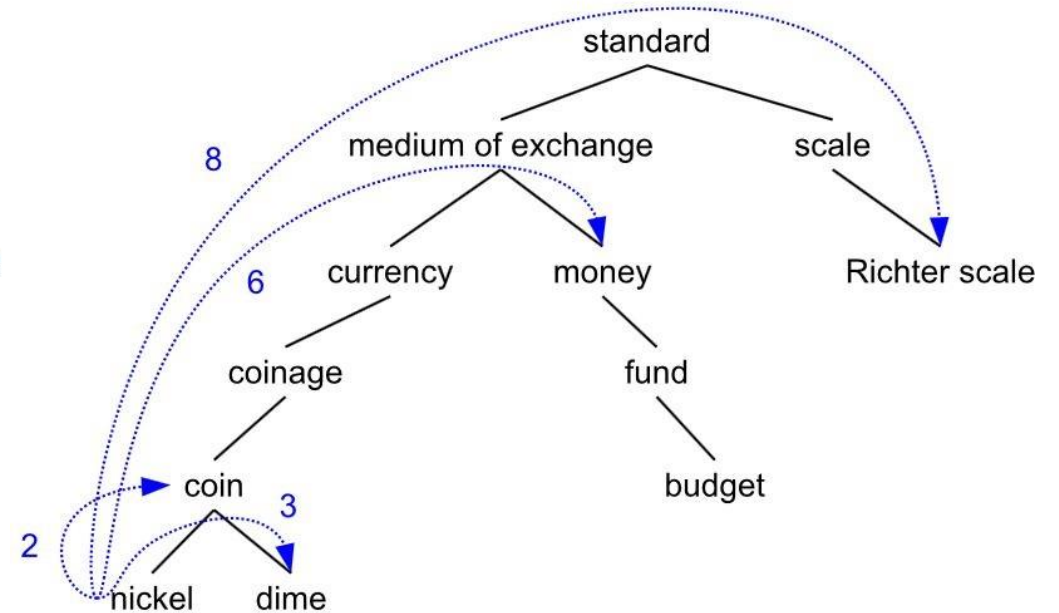 standard
8
medium of exchange scale
6
currency money Richter scale
coinage fund
coin budget
3
2
nickel dime